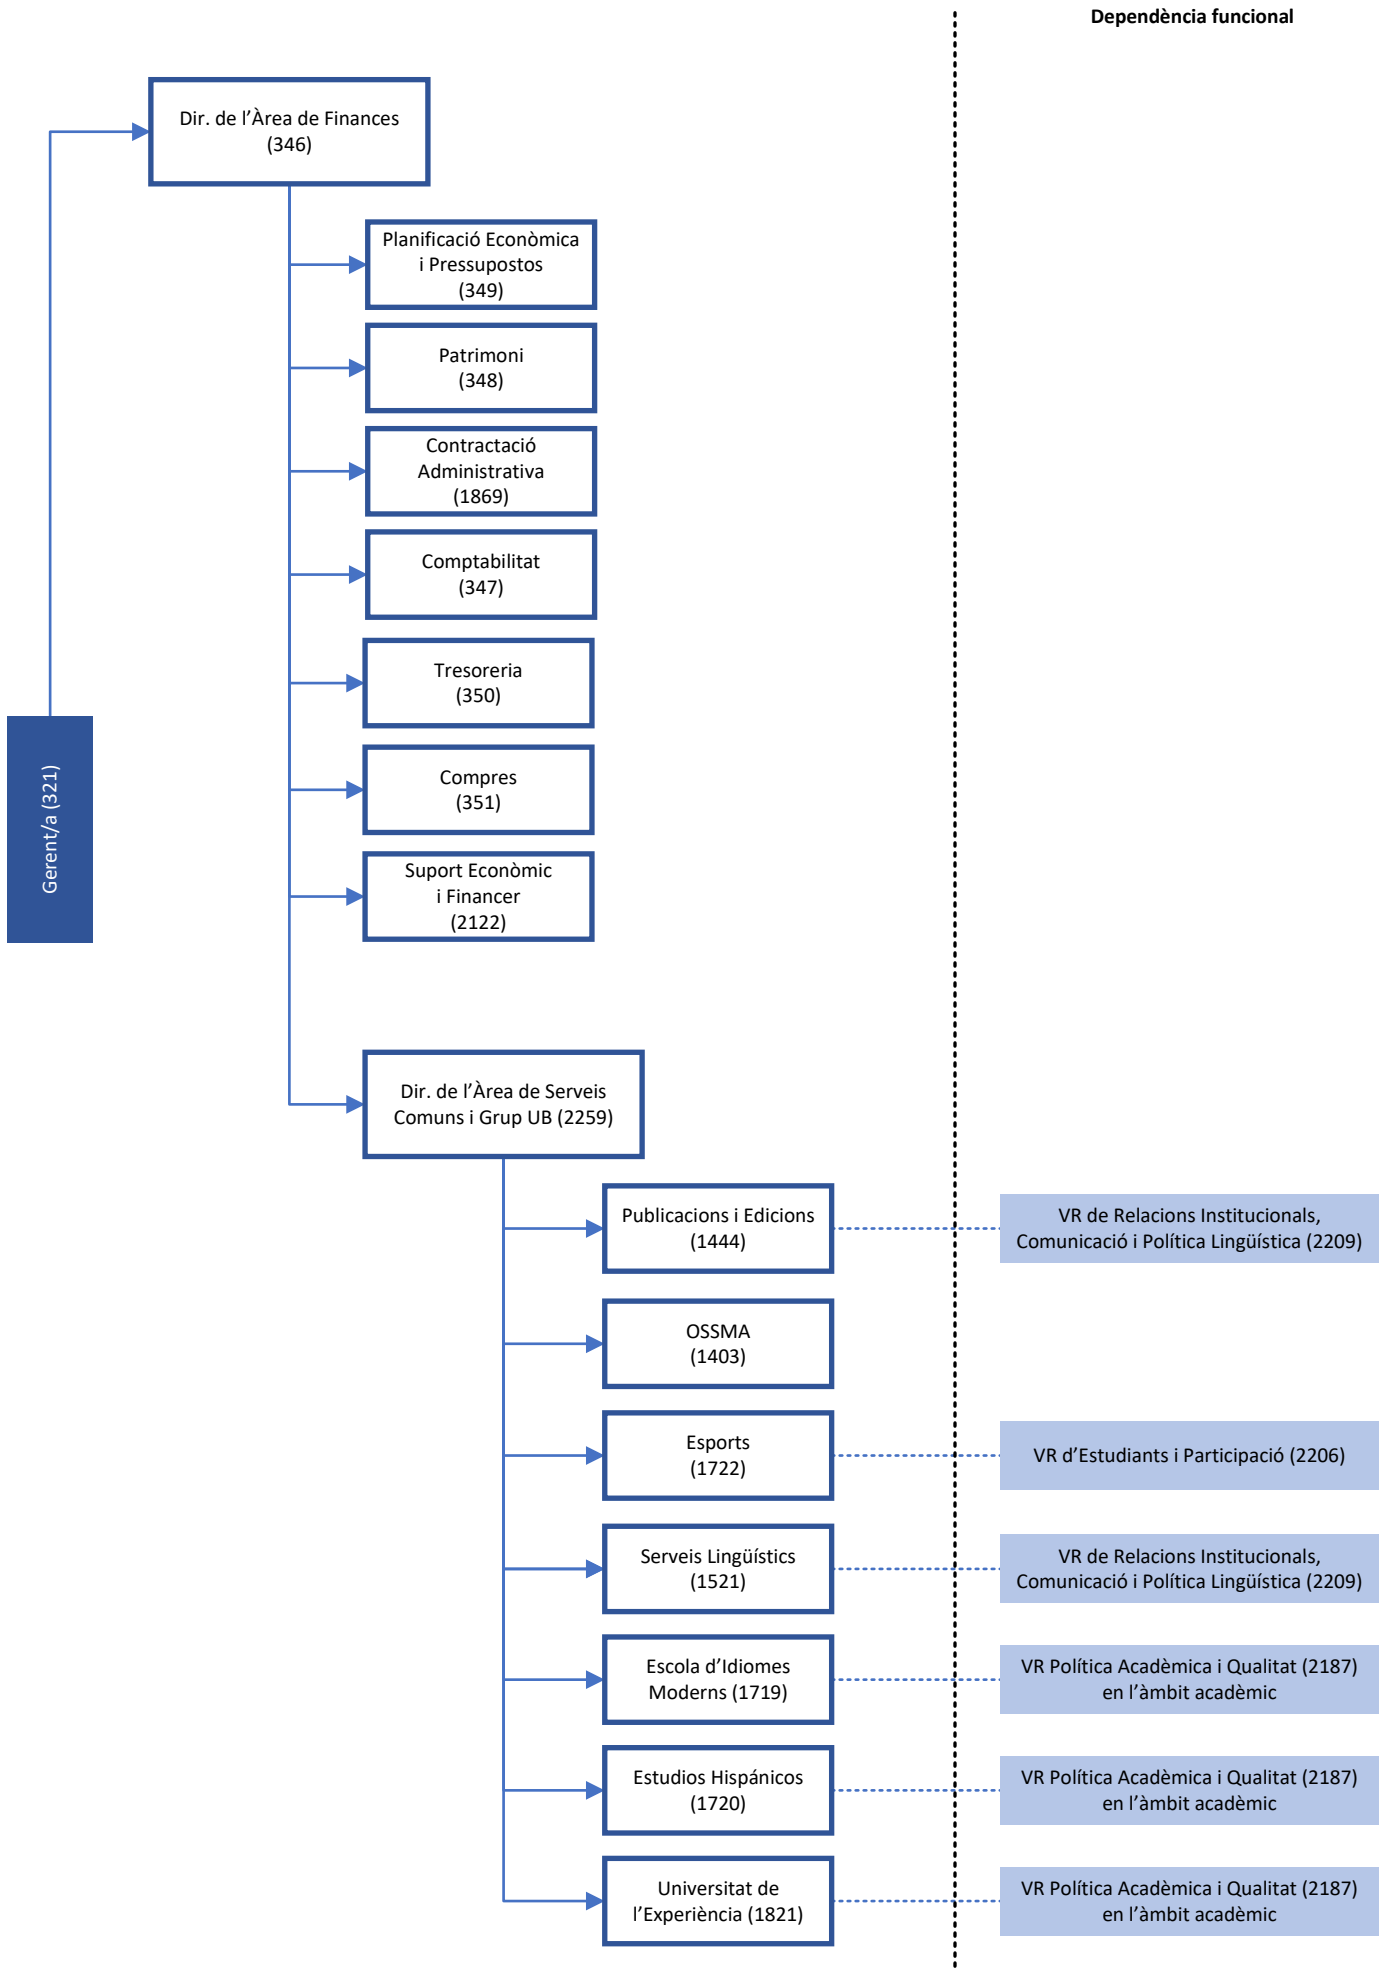 Dependència funcional
Dir. de l’Àrea de Finances
(346)
Planificació Econòmica
i Pressupostos
(349)
Patrimoni
(348)
Contractació
Administrativa
(1869)
Comptabilitat
(347)
Tresoreria
(350)
Gerent/a (321)
Compres
(351)
Suport Econòmic
i Financer
(2122)
Dir. de l’Àrea de Serveis
Comuns i Grup UB (2259)
Publicacions i Edicions
(1444)
VR de Relacions Institucionals,
Comunicació i Política Lingüística (2209)
OSSMA
(1403)
Esports
(1722)
VR d’Estudiants i Participació (2206)
Serveis Lingüístics
(1521)
VR de Relacions Institucionals,
Comunicació i Política Lingüística (2209)
Escola d’Idiomes
Moderns (1719)
VR Política Acadèmica i Qualitat (2187)
en l’àmbit acadèmic
Estudios Hispánicos
(1720)
VR Política Acadèmica i Qualitat (2187)
en l’àmbit acadèmic
Universitat de
l’Experiència (1821)
VR Política Acadèmica i Qualitat (2187)
en l’àmbit acadèmic